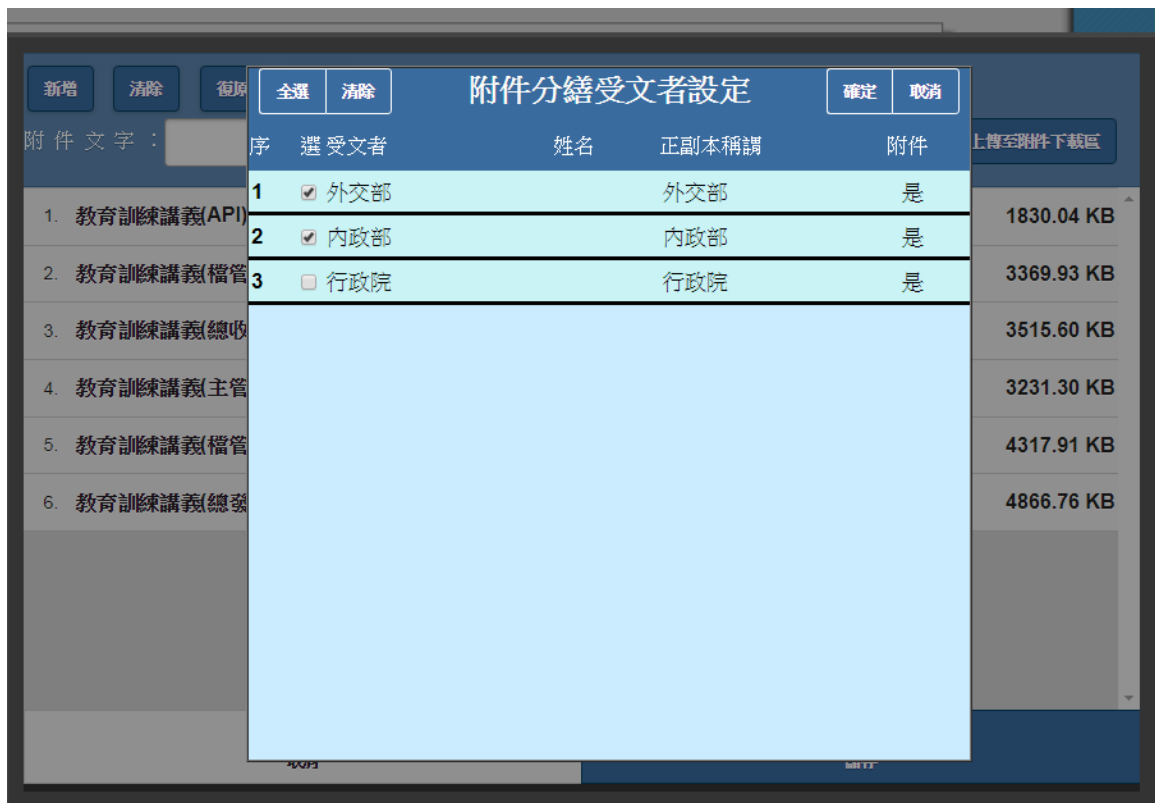 新增 清除 復原
全選 清除 附件分繕受文者設定 確定 取消
附件文字：
上傳至附件下載區
序 選 受文者 姓名 正副本稱謂 附件
1 外交部 外交部 是
2 內政部 內政部 是
3 行政院 行政院 是
1. 教育訓練講義(API) 1830.04 KB
2. 教育訓練講義(檔管 3369.93 KB
3. 教育訓練講義(總收 3515.60 KB
4. 教育訓練講義(主管 3231.30 KB
5. 教育訓練講義(檔管 4317.91 KB
6. 教育訓練講義(總發 4866.76 KB